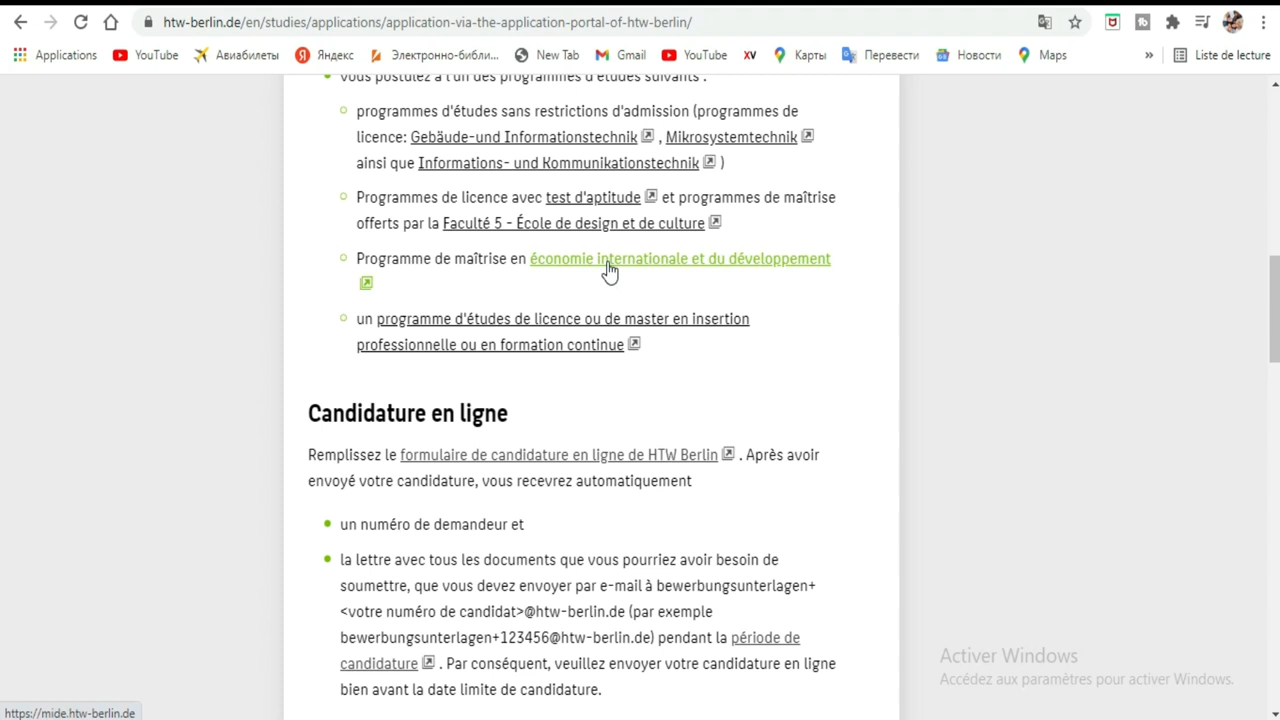 htw-berlin.de/en/studies/applications/application-via-the-application-portal-of-htw-berlin/
Applications YouTube Авиабилеты Яндекс Электронно-библи... New Tab Gmail YouTube XV Карты Перевести Новости Maps » Liste de lecture
vous postulez à l'un des programmes d'études suivants :
programmes d'études sans restrictions d'admission (programmes de
licence: Gebäude-und Informationstechnik , Mikrosystemtechnik
ainsi que Informations- und Kommunikationstechnik )
Programmes de licence avec test d'aptitude et programmes de maîtrise
offerts par la Faculté 5 - École de design et de culture
Programme de maîtrise en économie internationale et du développement
un programme d'études de licence ou de master en insertion
professionnelle ou en formation continue
Candidature en ligne
Remplissez le formulaire de candidature en ligne de HTW Berlin . Après avoir
envoyé votre candidature, vous recevrez automatiquement
un numéro de demandeur et
la lettre avec tous les documents que vous pourriez avoir besoin de
soumettre, que vous devez envoyer par e-mail à bewerbungsunterlagen+
<votre numéro de candidat>@htw-berlin.de (par exemple
bewerbungsunterlagen+123456@htw-berlin.de) pendant la période de
candidature . Par conséquent, veuillez envoyer votre candidature en ligne
bien avant la date limite de candidature.
Activer Windows
Accédez aux paramètres pour activer Windows.
https://mide.htw-berlin.de